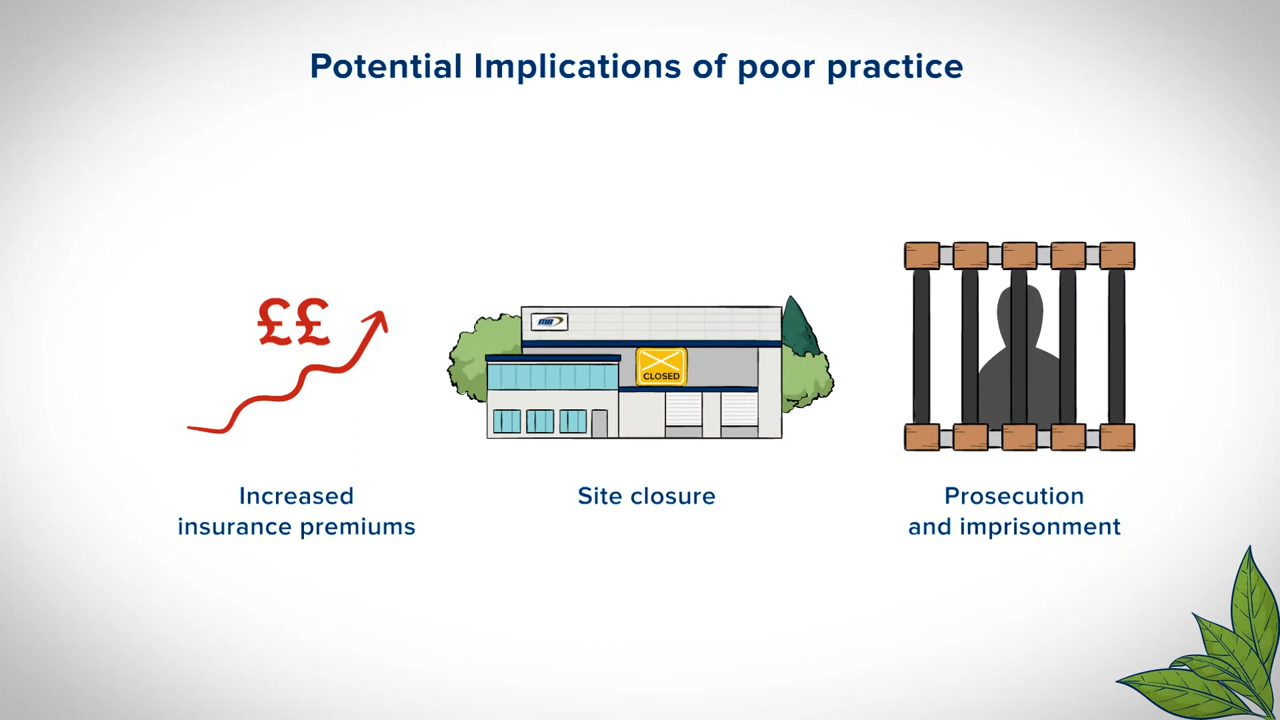 Potential Implications of poor practice
££
CLOSED
Increased
insurance premiums
Site closure
Prosecution
and imprisonment